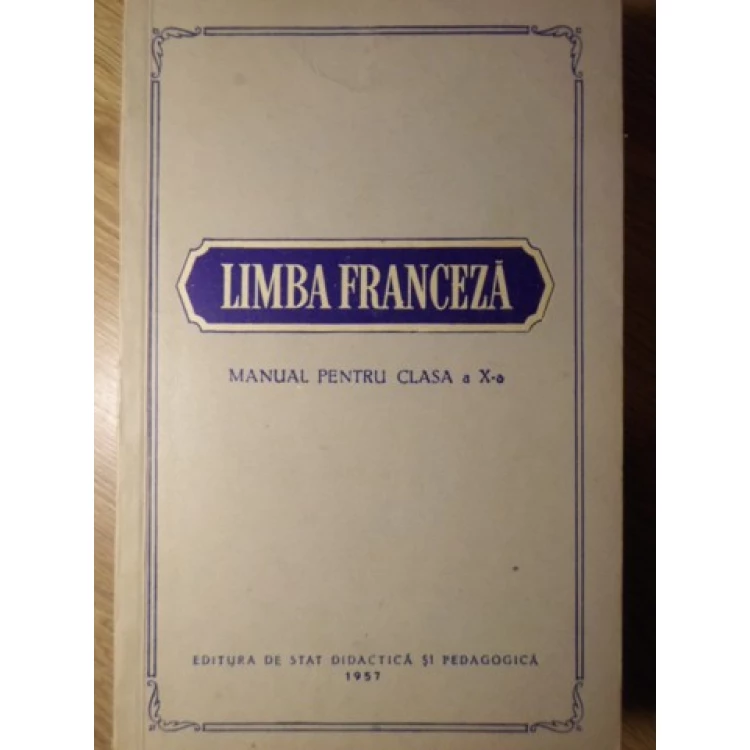 LIMBA FRANCEZĂ
MANUAL PENTRU CLASA a X-a
EDITURA DE STAT DIDACTICĂ ȘI PEDAGOGICĂ
1957